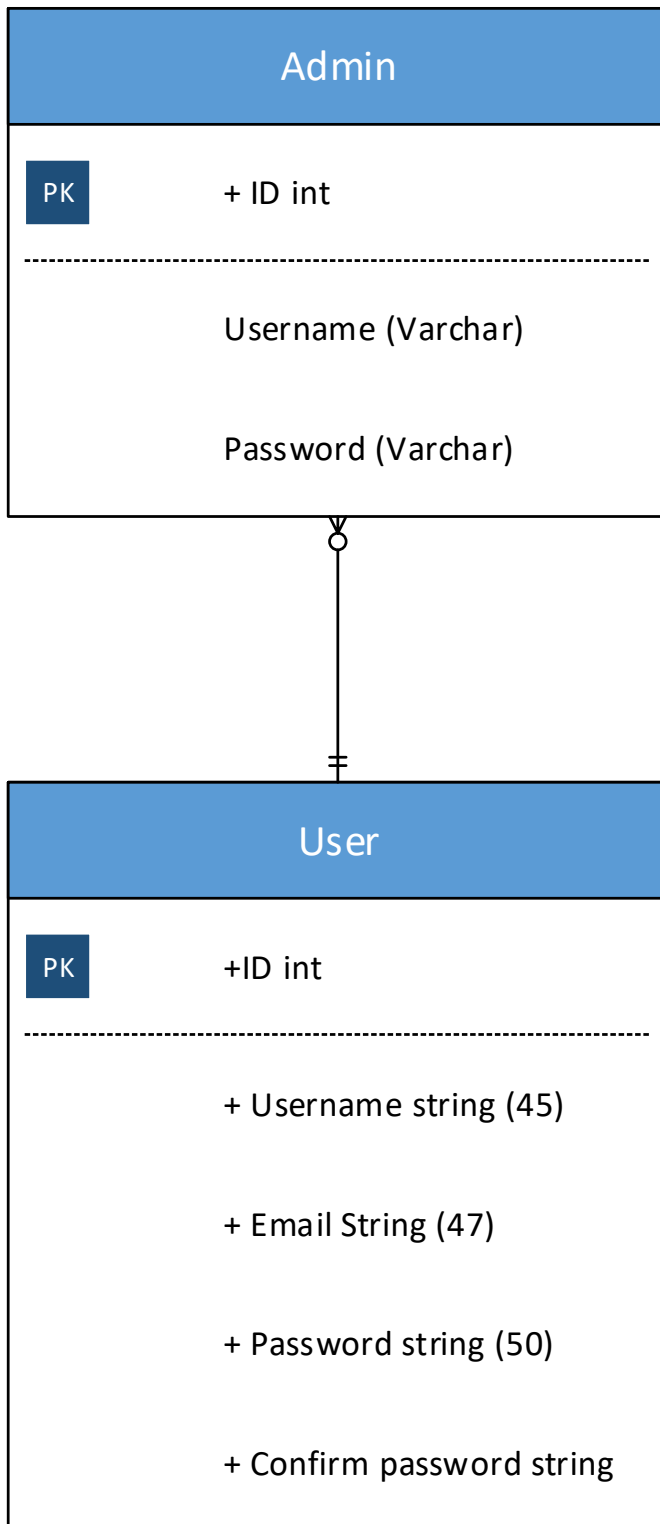 Admin
PK + ID int
Username (Varchar)
Password (Varchar)
User
PK +ID int
+ Username string (45)
+ Email String (47)
+ Password string (50)
+ Confirm password string